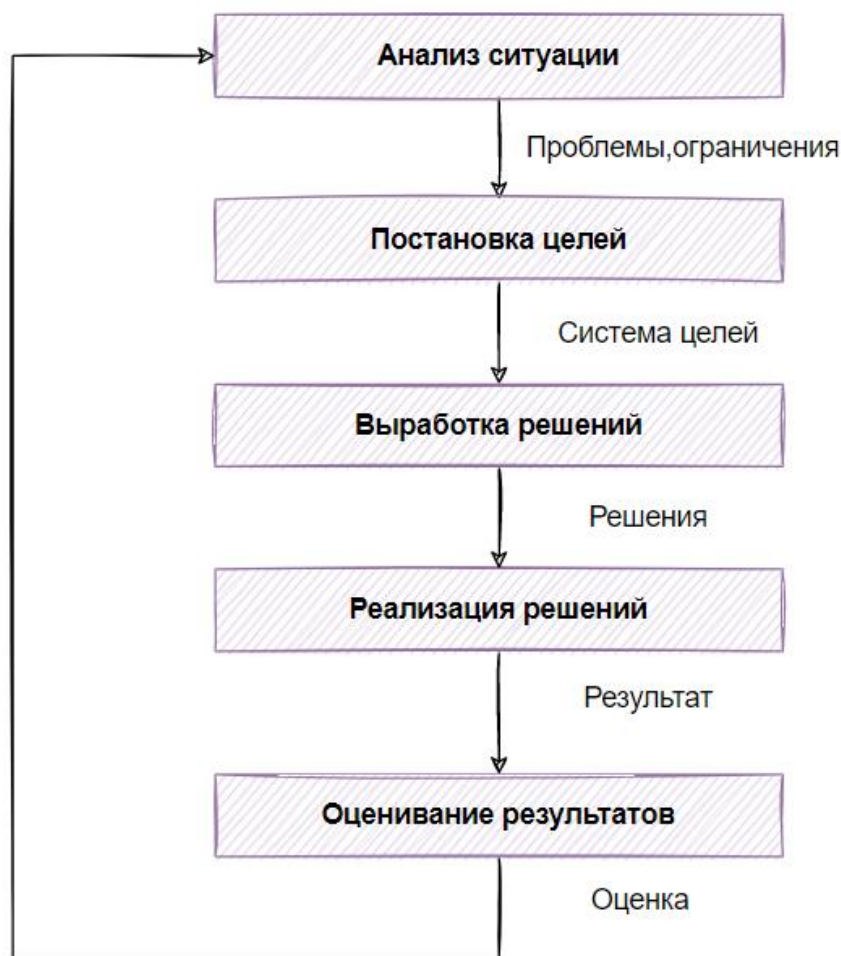 Анализ ситуации
Проблемы,ограничения
Постановка целей
Система целей
Выработка решений
Решения
Реализация решений
Результат
Оценивание результатов
Оценка